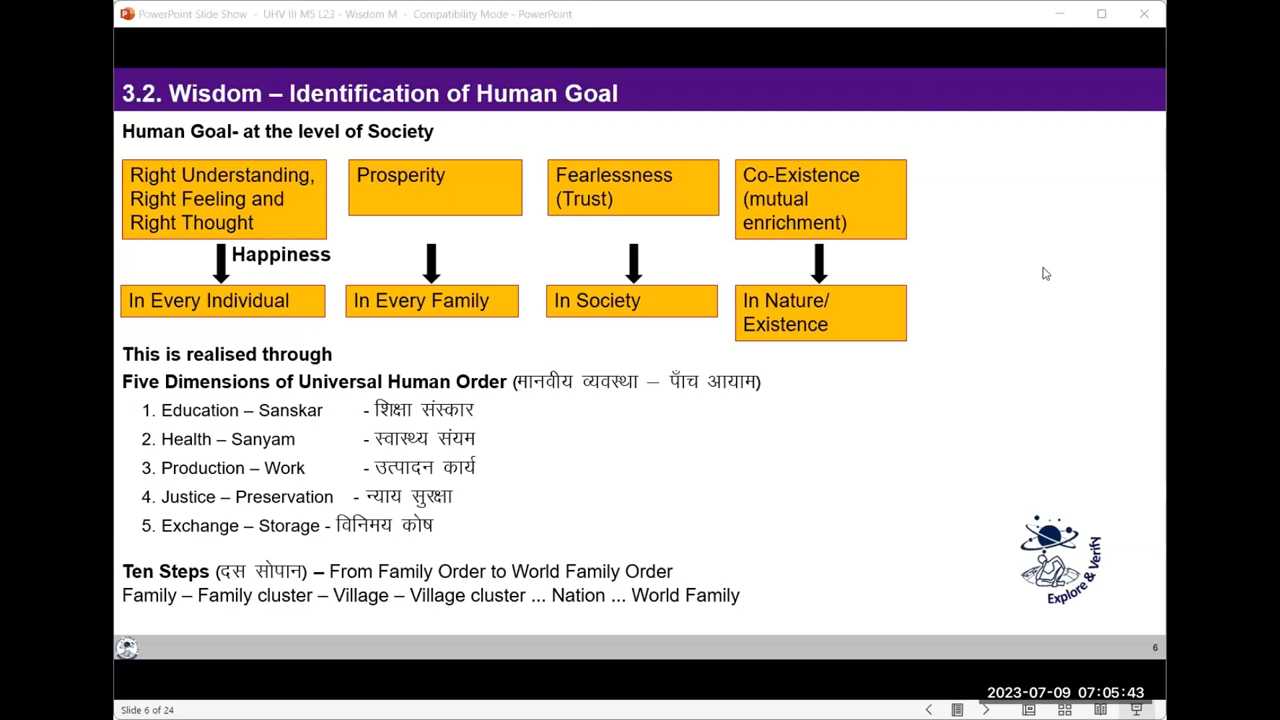 PowerPoint Slide Show - UHV III M5 L23 - Wisdom M - Compatibility Mode - PowerPoint
3.2. Wisdom – Identification of Human Goal
Human Goal- at the level of Society
Right Understanding,
Right Feeling and
Right Thought
Prosperity
Fearlessness
(Trust)
Co-Existence
(mutual
enrichment)
Happiness
In Every Individual
In Every Family
In Society
In Nature/
Existence
This is realised through
Five Dimensions of Universal Human Order (मानवीय व्यवस्था – पाँच आयाम)
1. Education – Sanskar - शिक्षा संस्कार
2. Health – Sanyam - स्वास्थ्य संयम
3. Production – Work - उत्पादन कार्य
4. Justice – Preservation - न्याय सुरक्षा
5. Exchange – Storage - विनिमय कोष
Ten Steps (दस सोपान) – From Family Order to World Family Order
Family – Family cluster – Village – Village cluster ... Nation ... World Family
Explore & Verify
6
2023-07-09 07:05:43
Slide 6 of 24